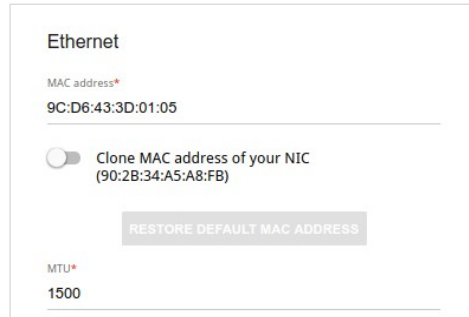 Ethernet
MAC address*
9C:D6:43:3D:01:05
Clone MAC address of your NIC
(90:2B:34:A5:A8:FB)
RESTORE DEFAULT MAC ADDRESS
MTU*
1500